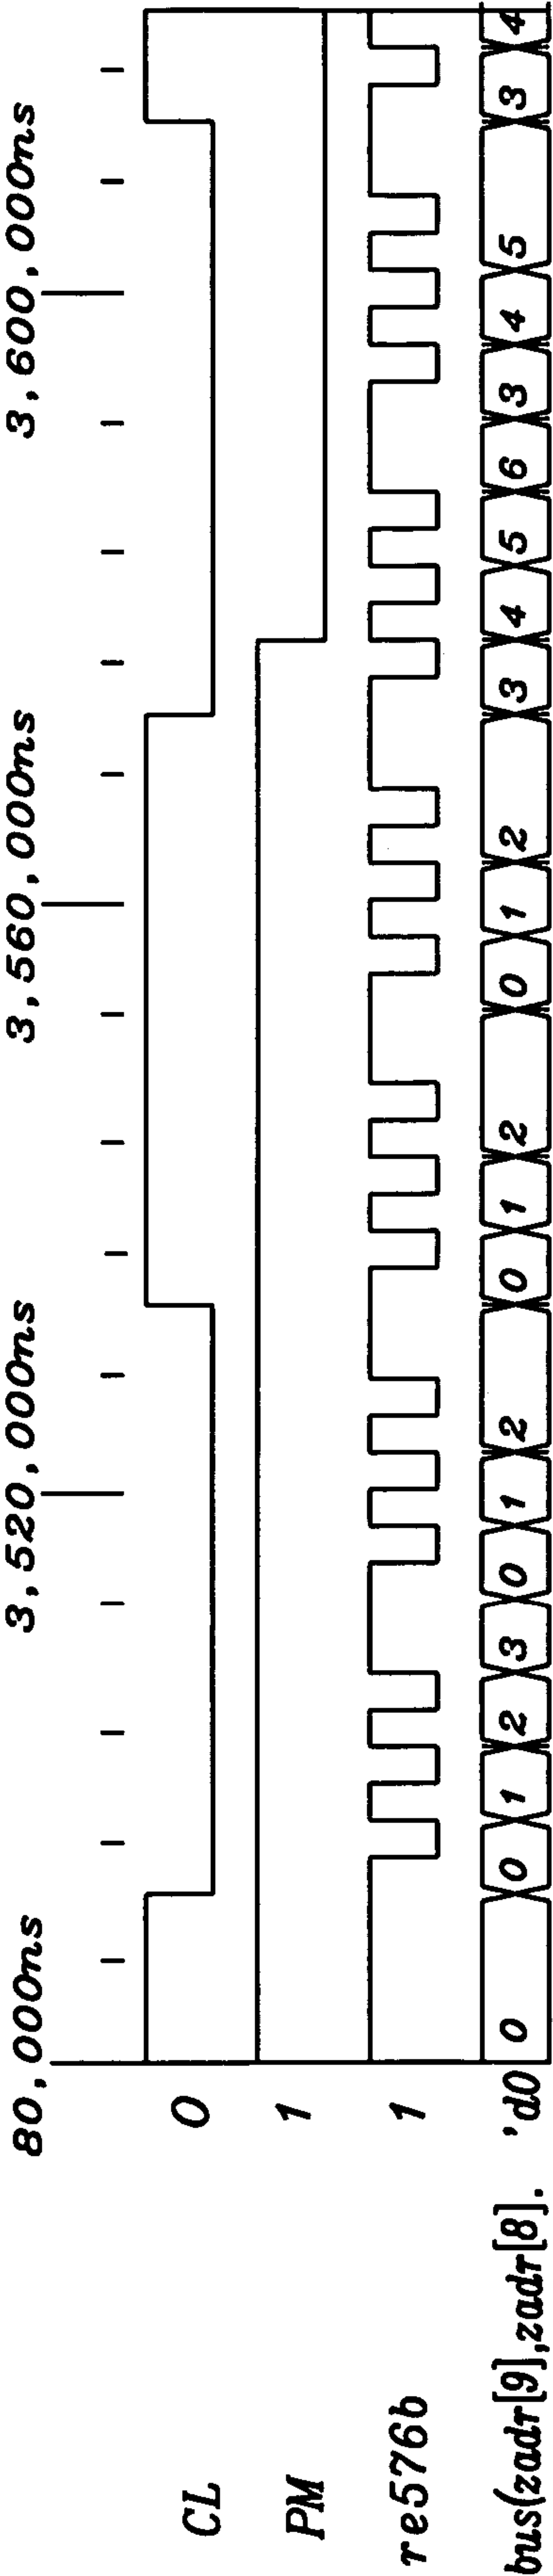 80,000ns 3,520,000ns 3,560,000ns 3,600,000ns
CL 0
PM 1
re576b 1
bus(zadr[9],zadr[8]. 'd0 0 0 1 2 3 0 1 2 0 1 2 0 1 2 3 4 5 6 3 4 5 3 4